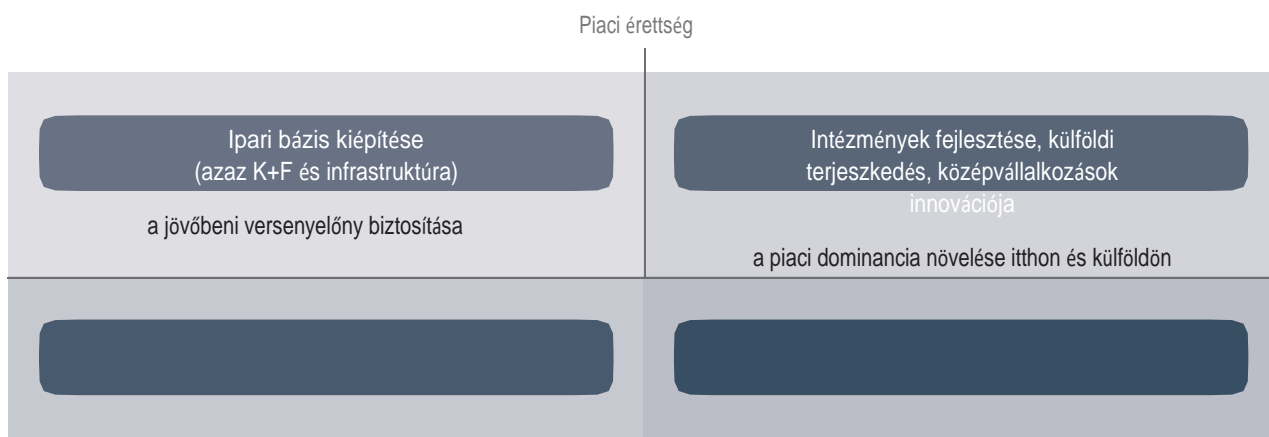 Piaci érettség
Ipari bázis kiépítése
(azaz K+F és infrastruktúra)
a jövőbeni versenyelőny biztosítása
Intézmények fejlesztése, külföldi
terjeszkedés, középvállalkozások
innovációja
a piaci dominancia növelése itthon és külföldön